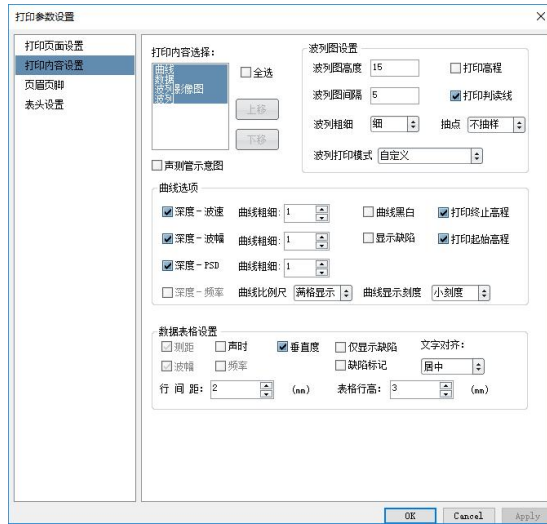 打印参数设置
打印页面设置
打印内容设置
页眉页脚
表头设置
打印内容选择:
曲线
数据
波列影像图
波列
全选
上移
下移
声测管示意图
波列图设置
波列图高度 15 打印高程
波列图间隔 5 打印判读线
波列粗细 细 抽点 不抽样
波列打印模式 自定义
曲线选项
深度-波速 曲线粗细: 1 曲线黑白 打印终止高程
深度-波幅 曲线粗细: 1 显示缺陷 打印起始高程
深度-PSD 曲线粗细: 1
深度-频率 曲线比例尺 满格显示 曲线显示刻度 小刻度
数据表格设置
测距 声时 垂直度 仅显示缺陷 文字对齐:
波幅 频率 缺陷标记 居中
行 间 距: 2 (mm) 表格行高: 3 (mm)
OK Cancel Apply